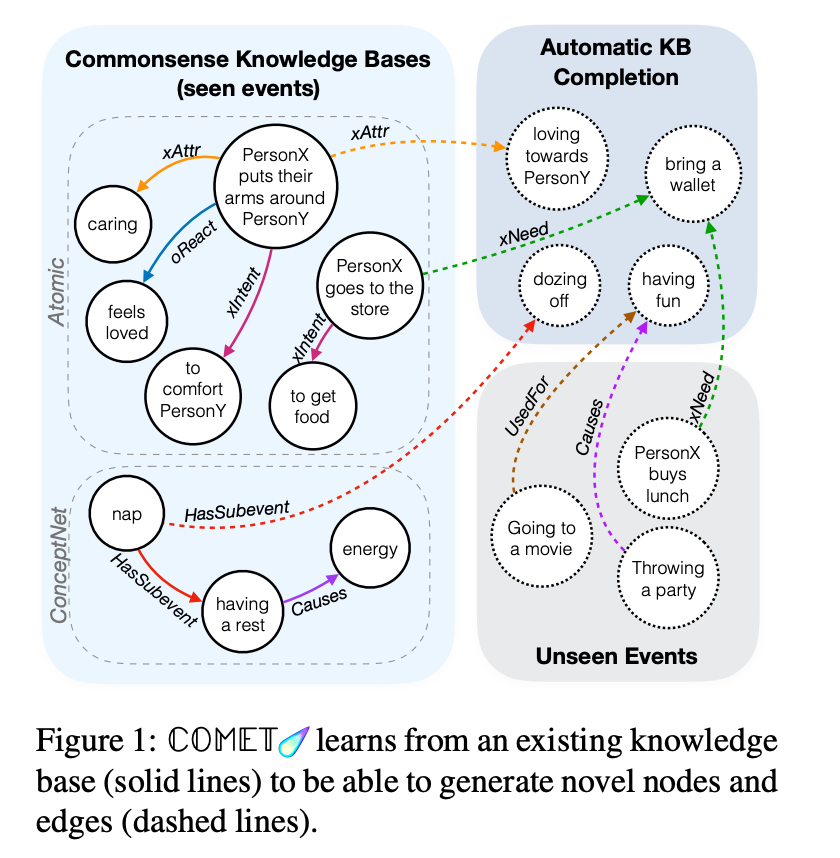 Commonsense Knowledge Bases
(seen events)
Automatic KB
Completion
Atomic
xAttr
PersonX
puts their
arms around
PersonY
xAttr
caring
oReact
feels
loved
xIntent
to
comfort
PersonY
PersonX
goes to the
store
xIntent
to get
food
xNeed
loving
towards
PersonY
bring a
wallet
dozing
off
having
fun
ConceptNet
nap
HasSubevent
HasSubevent
having
a rest
Causes
energy
UsedFor
Causes
xNeed
PersonX
buys
lunch
Going to
a movie
Throwing
a party
Unseen Events
Figure 1: COMET learns from an existing knowledge
base (solid lines) to be able to generate novel nodes and
edges (dashed lines).